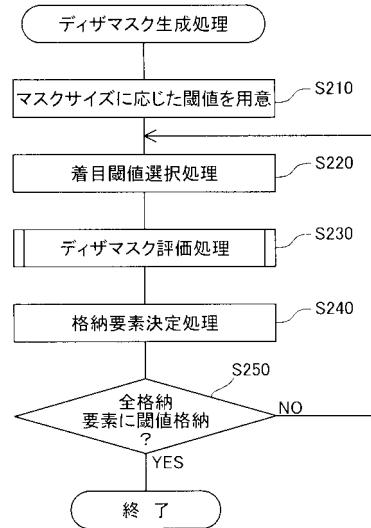 ディザマスク生成処理
マスクサイズに応じた閾値を用意
S210
着目閾値選択処理
S220
ディザマスク評価処理
S230
格納要素決定処理
S240
S250
全格納
要素に閾値格納
?
NO
YES
終 了